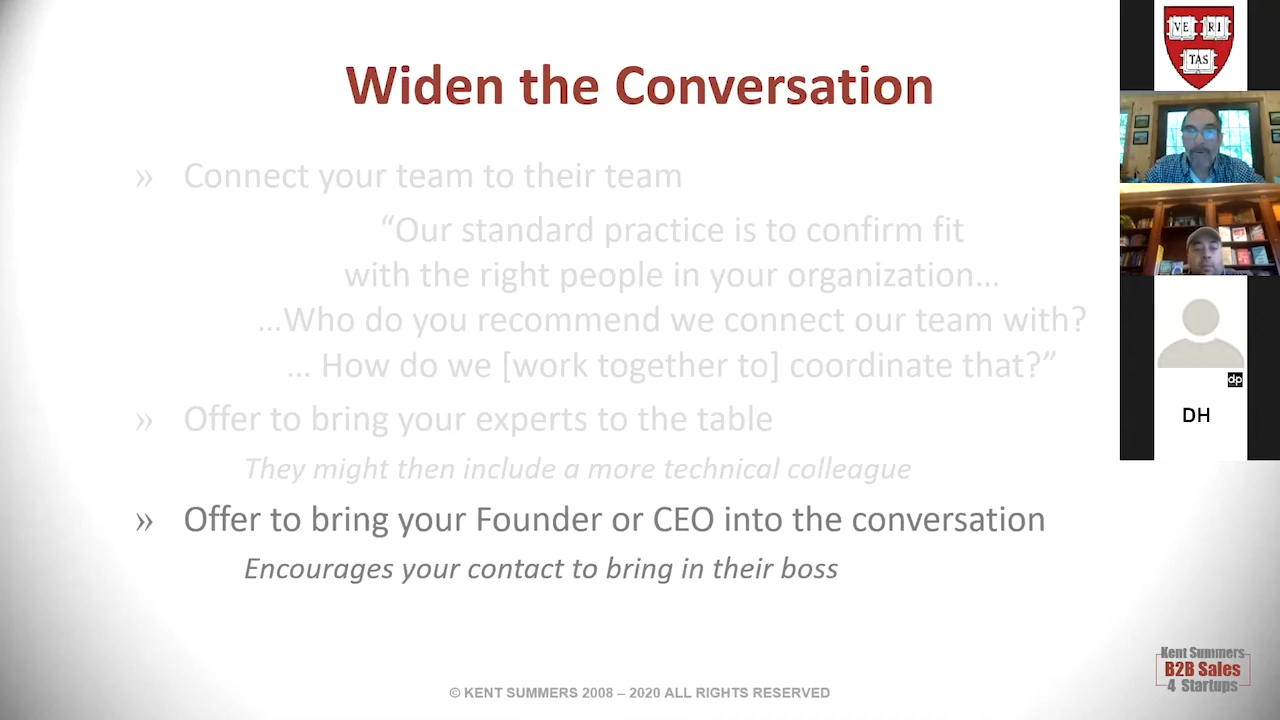 Widen the Conversation
» Connect your team to their team
“Our standard practice is to confirm fit
with the right people in your organization…
…Who do you recommend we connect our team with?
… How do we [work together to] coordinate that?”
» Offer to bring your experts to the table
They might then include a more technical colleague
» Offer to bring your Founder or CEO into the conversation
Encourages your contact to bring in their boss
© KENT SUMMERS 2008 – 2020 ALL RIGHTS RESERVED
VE RI
TAS
dp
DH
Kent Summers
B2B Sales
4 Startups